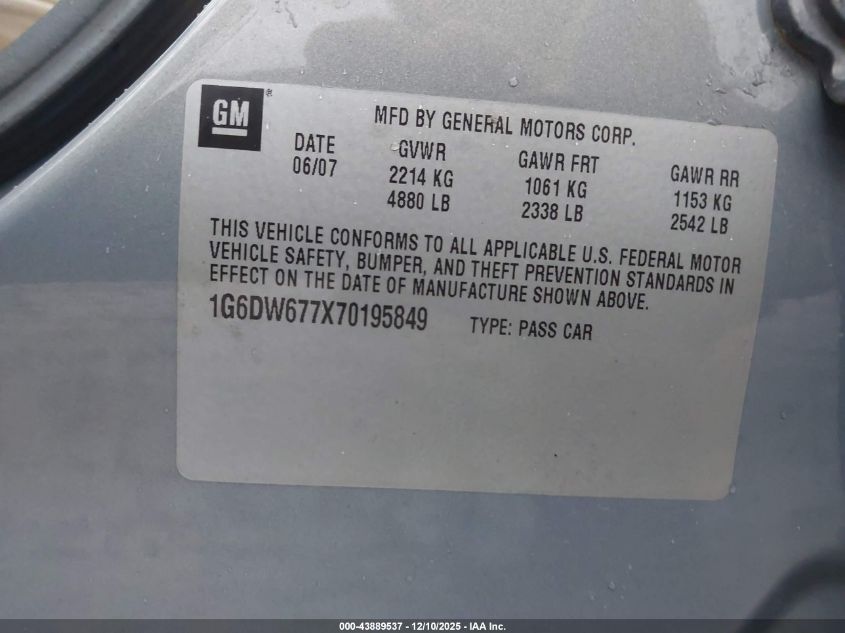 GM®
MFD BY GENERAL MOTORS CORP.
DATE GVWR GAWR FRT GAWR RR
06/07 2214 KG 1061 KG 1153 KG
4880 LB 2338 LB 2542 LB
THIS VEHICLE CONFORMS TO ALL APPLICABLE U.S. FEDERAL MOTOR
VEHICLE SAFETY, BUMPER, AND THEFT PREVENTION STANDARDS IN
EFFECT ON THE DATE OF MANUFACTURE SHOWN ABOVE.
1G6DW677X70195849 TYPE: PASS CAR
000-43889537 - 12/10/2025 - IAA Inc.